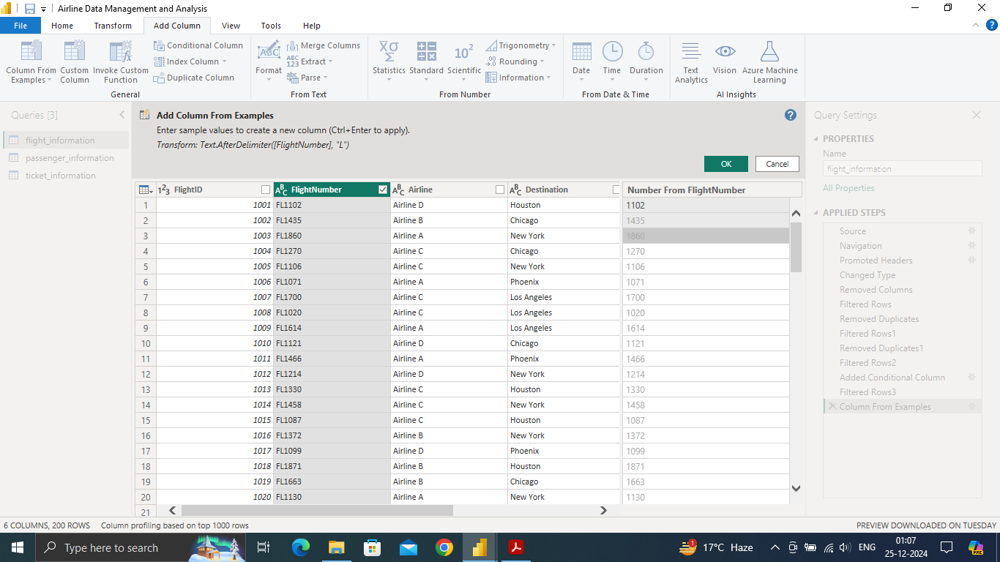 Airline Data Management and Analysis
File Home Transform Add Column View Tools Help
Column From Examples
Custom Column
Invoke Custom Function
Conditional Column
Index Column
Duplicate Column
General
Format
Merge Columns
Extract
Parse
From Text
Statistics
Standard
Scientific
Trigonometry
Rounding
Information
From Number
Date
Time
Duration
From Date & Time
Text Analytics
Vision
Azure Machine Learning
AI Insights
Queries [3]
flight_information
passenger_information
ticket_information
Add Column From Examples
Enter sample values to create a new column (Ctrl+Enter to apply).
Transform: Text.AfterDelimiter([FlightNumber], "L")
OK Cancel
FlightID FlightNumber Airline Destination Number From FlightNumber
1 1001 FL1102 Airline D Houston 1102
2 1002 FL1435 Airline B Chicago 1435
3 1003 FL1860 Airline A New York 1860
4 1004 FL1270 Airline C Chicago 1270
5 1005 FL1106 Airline C New York 1106
6 1006 FL1071 Airline A Phoenix 1071
7 1007 FL1700 Airline C Los Angeles 1700
8 1008 FL1020 Airline C Los Angeles 1020
9 1009 FL1614 Airline A Los Angeles 1614
10 1010 FL1121 Airline D Chicago 1121
11 1011 FL1466 Airline A Phoenix 1466
12 1012 FL1214 Airline D New York 1214
13 1013 FL1330 Airline C Houston 1330
14 1014 FL1458 Airline C New York 1458
15 1015 FL1087 Airline C Houston 1087
16 1016 FL1372 Airline B New York 1372
17 1017 FL1099 Airline D Phoenix 1099
18 1018 FL1871 Airline B Houston 1871
19 1019 FL1663 Airline B Chicago 1663
20 1020 FL1130 Airline A New York 1130
21
Query Settings
PROPERTIES
Name
flight_information
All Properties
APPLIED STEPS
Source
Navigation
Promoted Headers
Changed Type
Removed Columns
Filtered Rows
Removed Duplicates
Filtered Rows1
Removed Duplicates1
Filtered Rows2
Added Conditional Column
Filtered Rows3
Column From Examples
6 COLUMNS, 200 ROWS Column profiling based on top 1000 rows PREVIEW DOWNLOADED ON TUESDAY
Type here to search
17°C Haze
ENG
01:07
25-12-2024